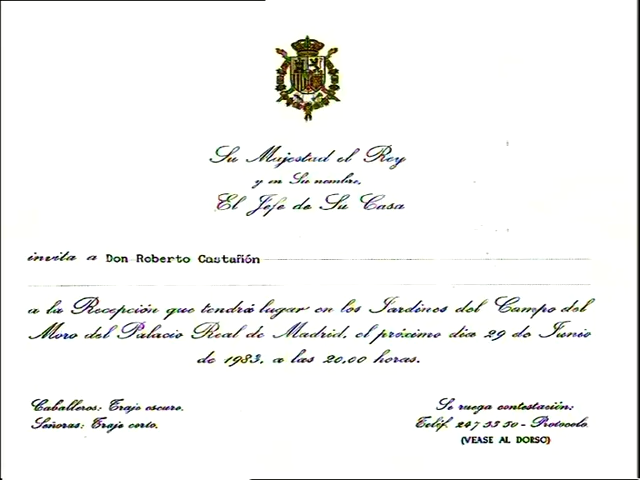 Su Majestad el Rey
y en Su nombre,
El Jefe de Su Casa
invita a Don Roberto Castañón
a la Recepción que tendrá lugar en los Jardines del Campo del
Moro del Palacio Real de Madrid, el próximo día 29 de Junio
de 1983, a las 20,00 horas.
Caballeros: Traje oscuro.
Señoras: Traje corto.
Se ruega contestación:
Teléf. 247 53 50 - Protocolo
(VEASE AL DORSO)